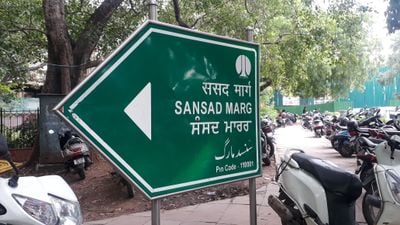 संसद मार्ग
SANSAD MARG
ਸੰਸਦ ਮਾਰਗ
سنسد مارگ
Pin Code : 110001